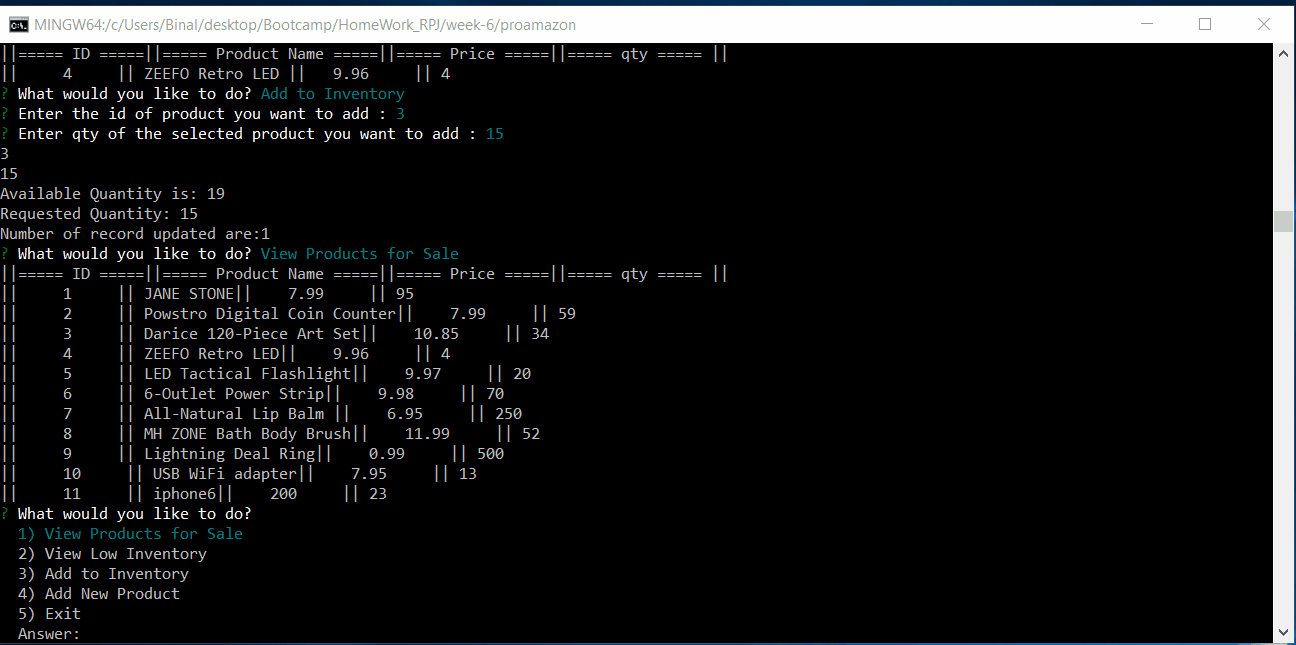 MINGW64:/c/Users/Binal/desktop/Bootcamp/HomeWork_RPJ/week-6/proamazon
||===== ID =====||===== Product Name =====||===== Price =====||===== qty ===== ||
||     4     || ZEEFO Retro LED ||   9.96     || 4
? What would you like to do? Add to Inventory
? Enter the id of product you want to add : 3
? Enter qty of the selected product you want to add : 15
3
15
Available Quantity is: 19
Requested Quantity: 15
Number of record updated are:1
? What would you like to do? View Products for Sale
||===== ID =====||===== Product Name =====||===== Price =====||===== qty ===== ||
||     1     || JANE STONE||    7.99     || 95
||     2     || Powstro Digital Coin Counter||    7.99     || 59
||     3     || Darice 120-Piece Art Set||    10.85     || 34
||     4     || ZEEFO Retro LED||    9.96     || 4
||     5     || LED Tactical Flashlight||    9.97     || 20
||     6     || 6-Outlet Power Strip||    9.98     || 70
||     7     || All-Natural Lip Balm ||    6.95     || 250
||     8     || MH ZONE Bath Body Brush||    11.99     || 52
||     9     || Lightning Deal Ring||    0.99     || 500
||     10     || USB WiFi adapter||    7.95     || 13
||     11     || iphone6||    200     || 23
? What would you like to do?
  1) View Products for Sale
  2) View Low Inventory
  3) Add to Inventory
  4) Add New Product
  5) Exit
  Answer: